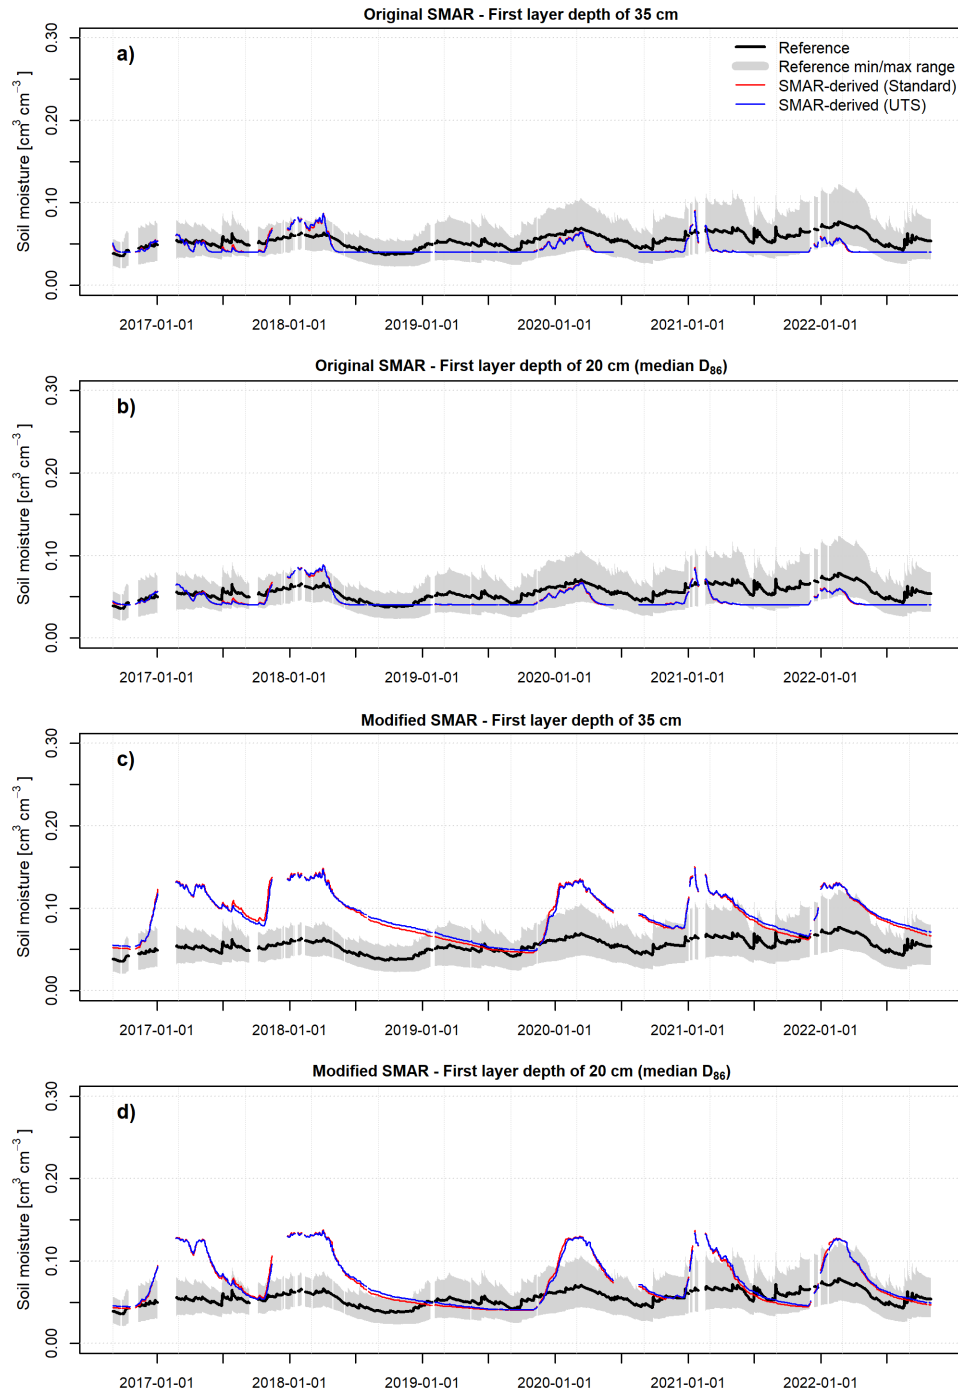 Original SMAR - First layer depth of 35 cm
a)
Reference
Reference min/max range
SMAR-derived (Standard)
SMAR-derived (UTS)
Soil moisture [cm³ cm⁻³ ]
0.30
0.20
0.10
0.00
2017-01-01 2018-01-01 2019-01-01 2020-01-01 2021-01-01 2022-01-01
Original SMAR - First layer depth of 20 cm (median D₈₆)
b)
Soil moisture [cm³ cm⁻³ ]
0.30
0.20
0.10
0.00
2017-01-01 2018-01-01 2019-01-01 2020-01-01 2021-01-01 2022-01-01
Modified SMAR - First layer depth of 35 cm
c)
Soil moisture [cm³ cm⁻³ ]
0.30
0.20
0.10
0.00
2017-01-01 2018-01-01 2019-01-01 2020-01-01 2021-01-01 2022-01-01
Modified SMAR - First layer depth of 20 cm (median D₈₆)
d)
Soil moisture [cm³ cm⁻³ ]
0.30
0.20
0.10
0.00
2017-01-01 2018-01-01 2019-01-01 2020-01-01 2021-01-01 2022-01-01